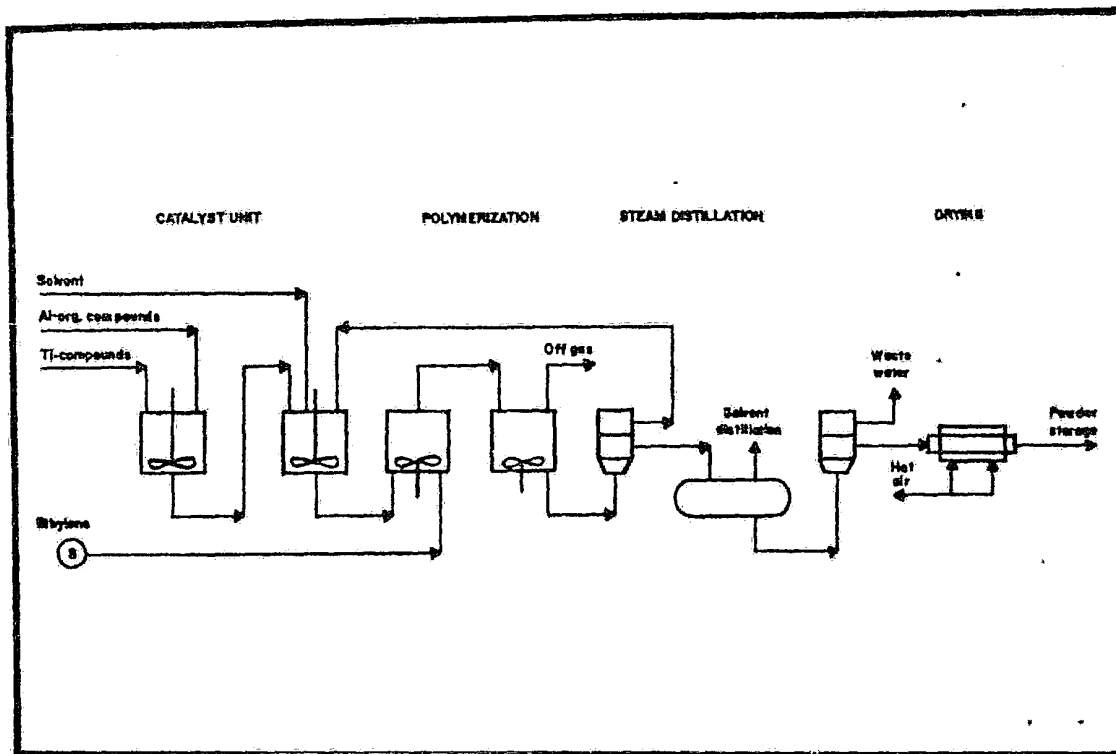 CATALYST UNIT
POLYMERIZATION
STEAM DISTILLATION
DRYING
Solvent
Al-org. compounds
Ti-compounds
Off gas
Waste
water
Solvent
distillation
Powder
storage
Hot
air
Ethylene
8